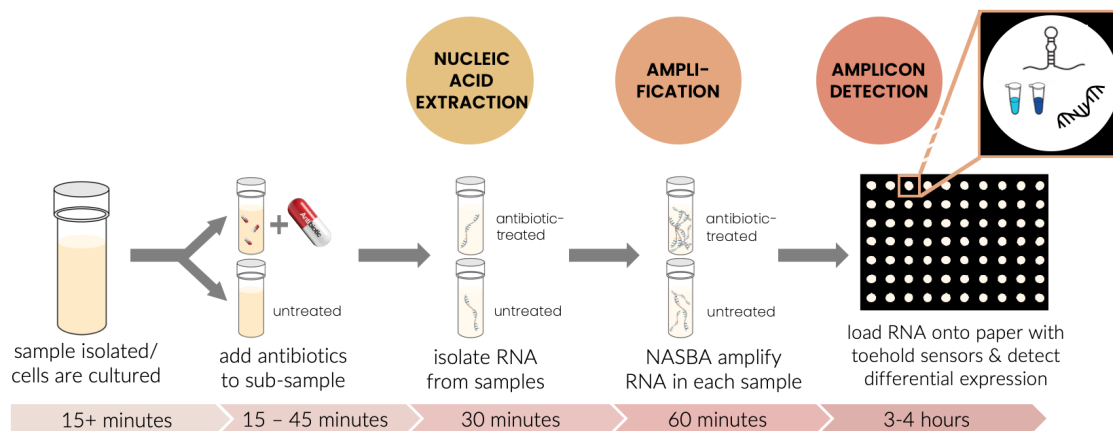 NUCLEIC
ACID
EXTRACTION
AMPLI-
FICATION
AMPLICON
DETECTION
Antibiotic
antibiotic-
treated
untreated
untreated
antibiotic-
treated
untreated
sample isolated/
cells are cultured
add antibiotics
to sub-sample
isolate RNA
from samples
NASBA amplify
RNA in each sample
load RNA onto paper with
toehold sensors & detect
differential expression
15+ minutes
15 – 45 minutes
30 minutes
60 minutes
3-4 hours